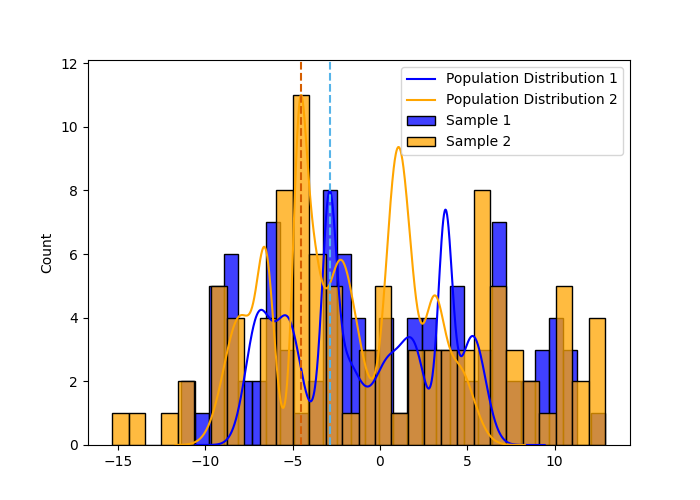 12
10
8
6
4
2
0
Count
−15
−10
−5
0
5
10
Population Distribution 1
Population Distribution 2
Sample 1
Sample 2